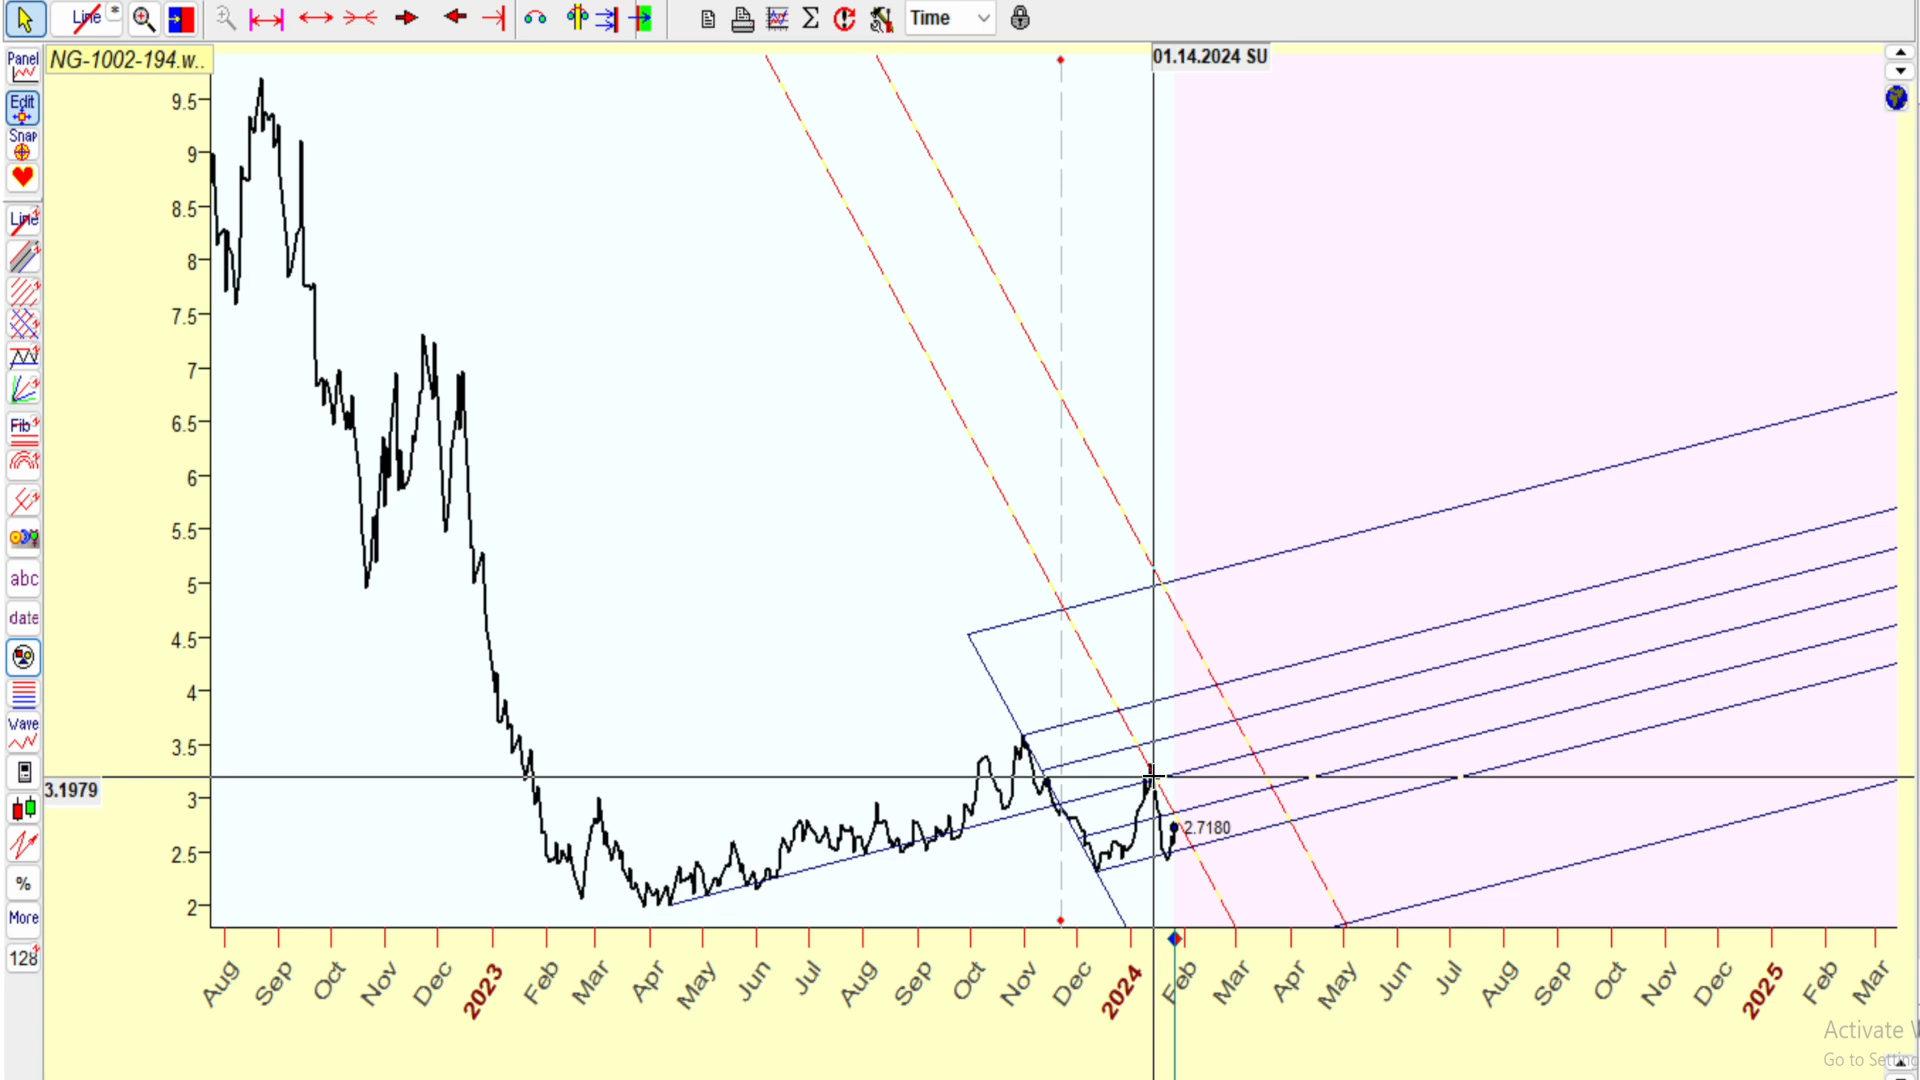 Line *
Time
Panel
NG-1002-194.w..
01.14.2024 SU
Edit
Snap
Line
Fib
abc
date
Wave
%
More
128
9.5
9
8.5
8
7.5
7
6.5
6
5.5
5
4.5
4
3.5
3.1979
3
2.7180
2.5
2
Aug Sep Oct Nov Dec 2023 Feb Mar Apr May Jun Jul Aug Sep Oct Nov Dec 2024 Feb Mar Apr May Jun Jul Aug Sep Oct Nov Dec 2025 Feb Mar
Activate
Go to Settin